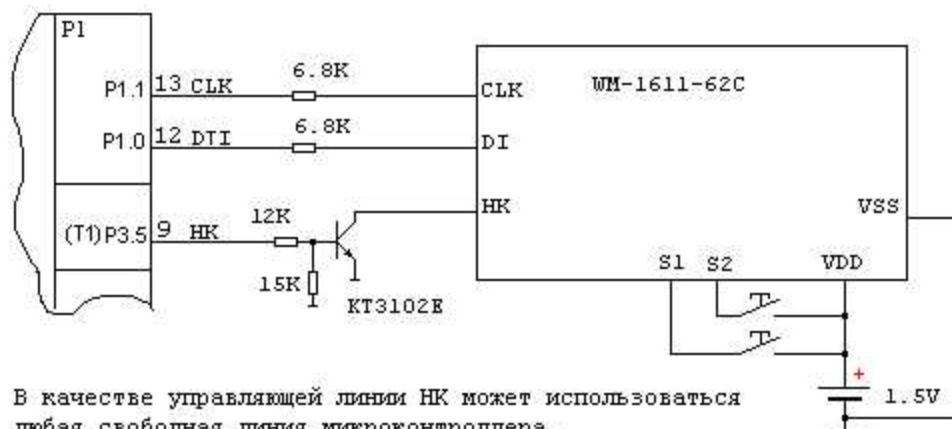 P1
P1.1 13 CLK 6.8K CLK
WM-1611-62C
P1.0 12 DTI 6.8K DI
HK
(T1) P3.5 9 HK 12K
VSS
15K
KT3102E
S1 S2 VDD
+
1.5V
В качестве управляющей линии HK может использоваться
любая свободная линия микроконтроллера